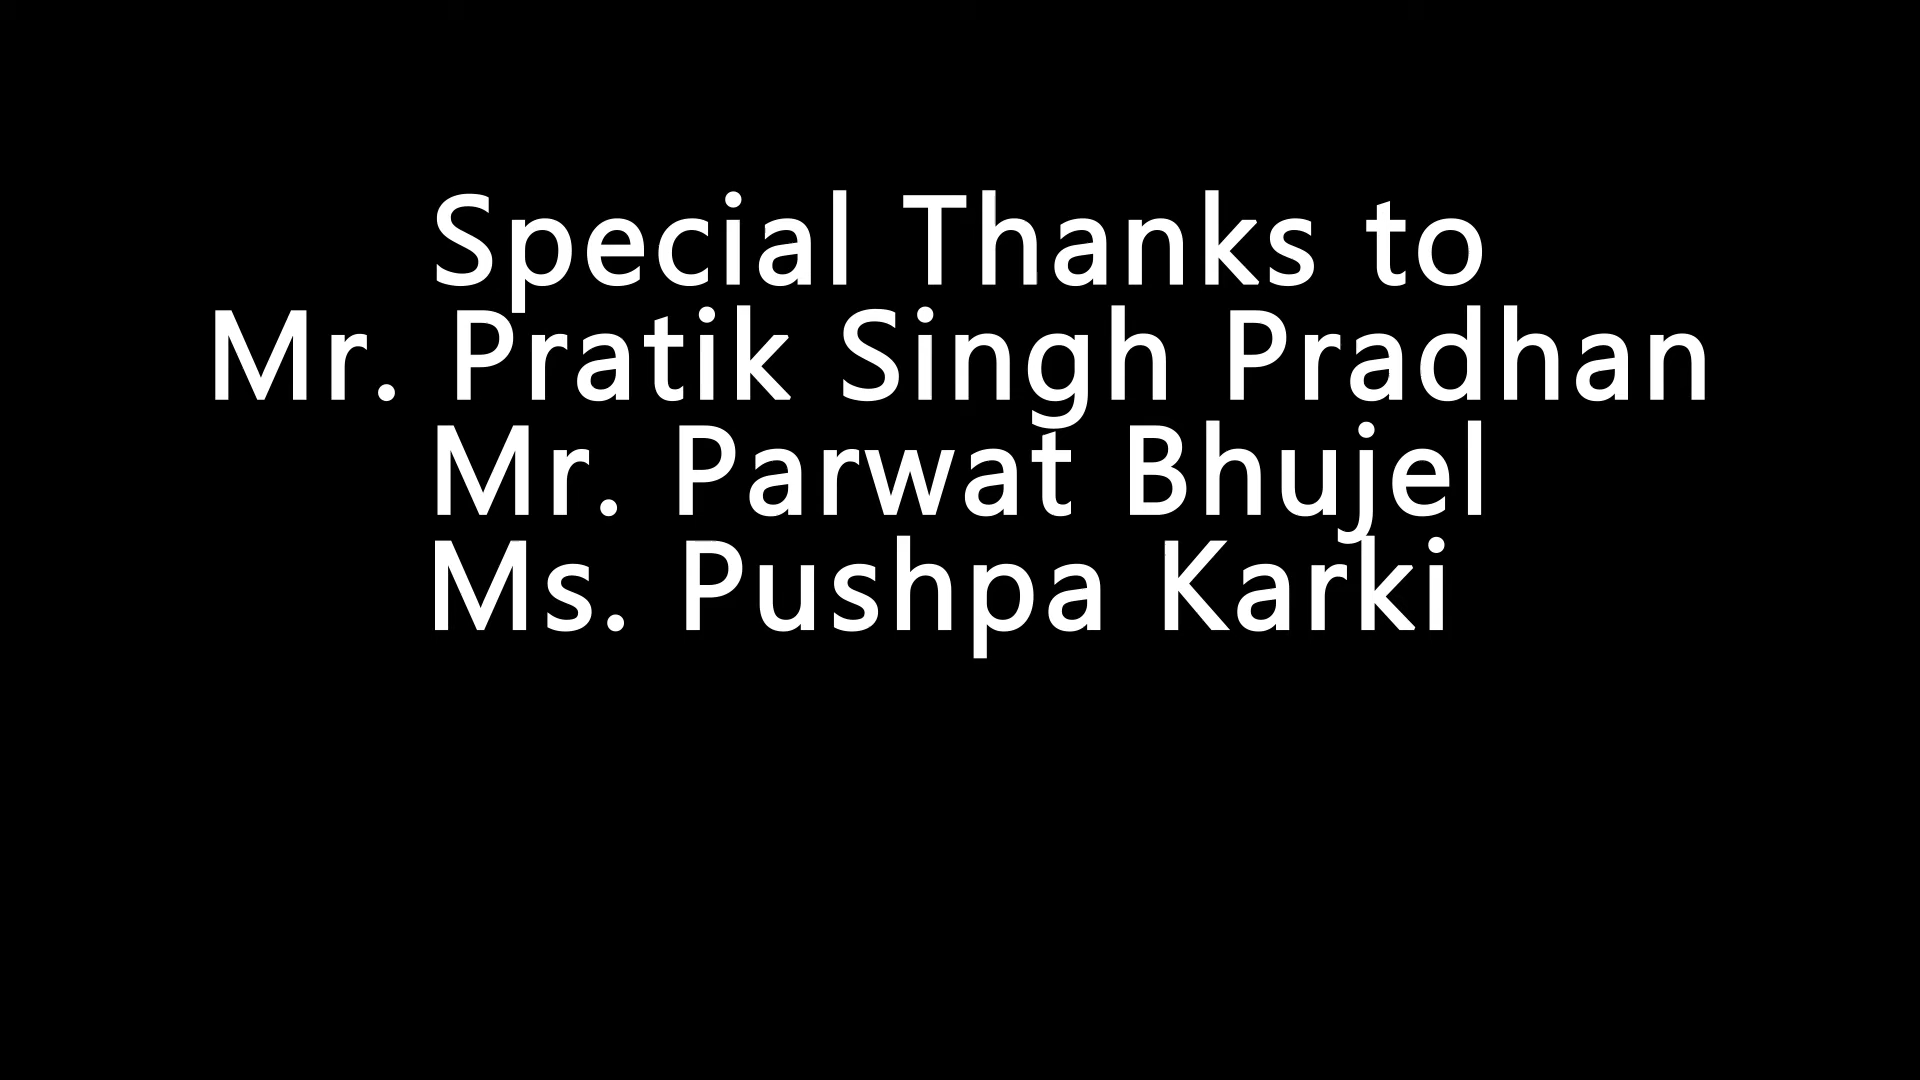 Special Thanks to
Mr. Pratik Singh Pradhan
Mr. Parwat Bhujel
Ms. Pushpa Karki